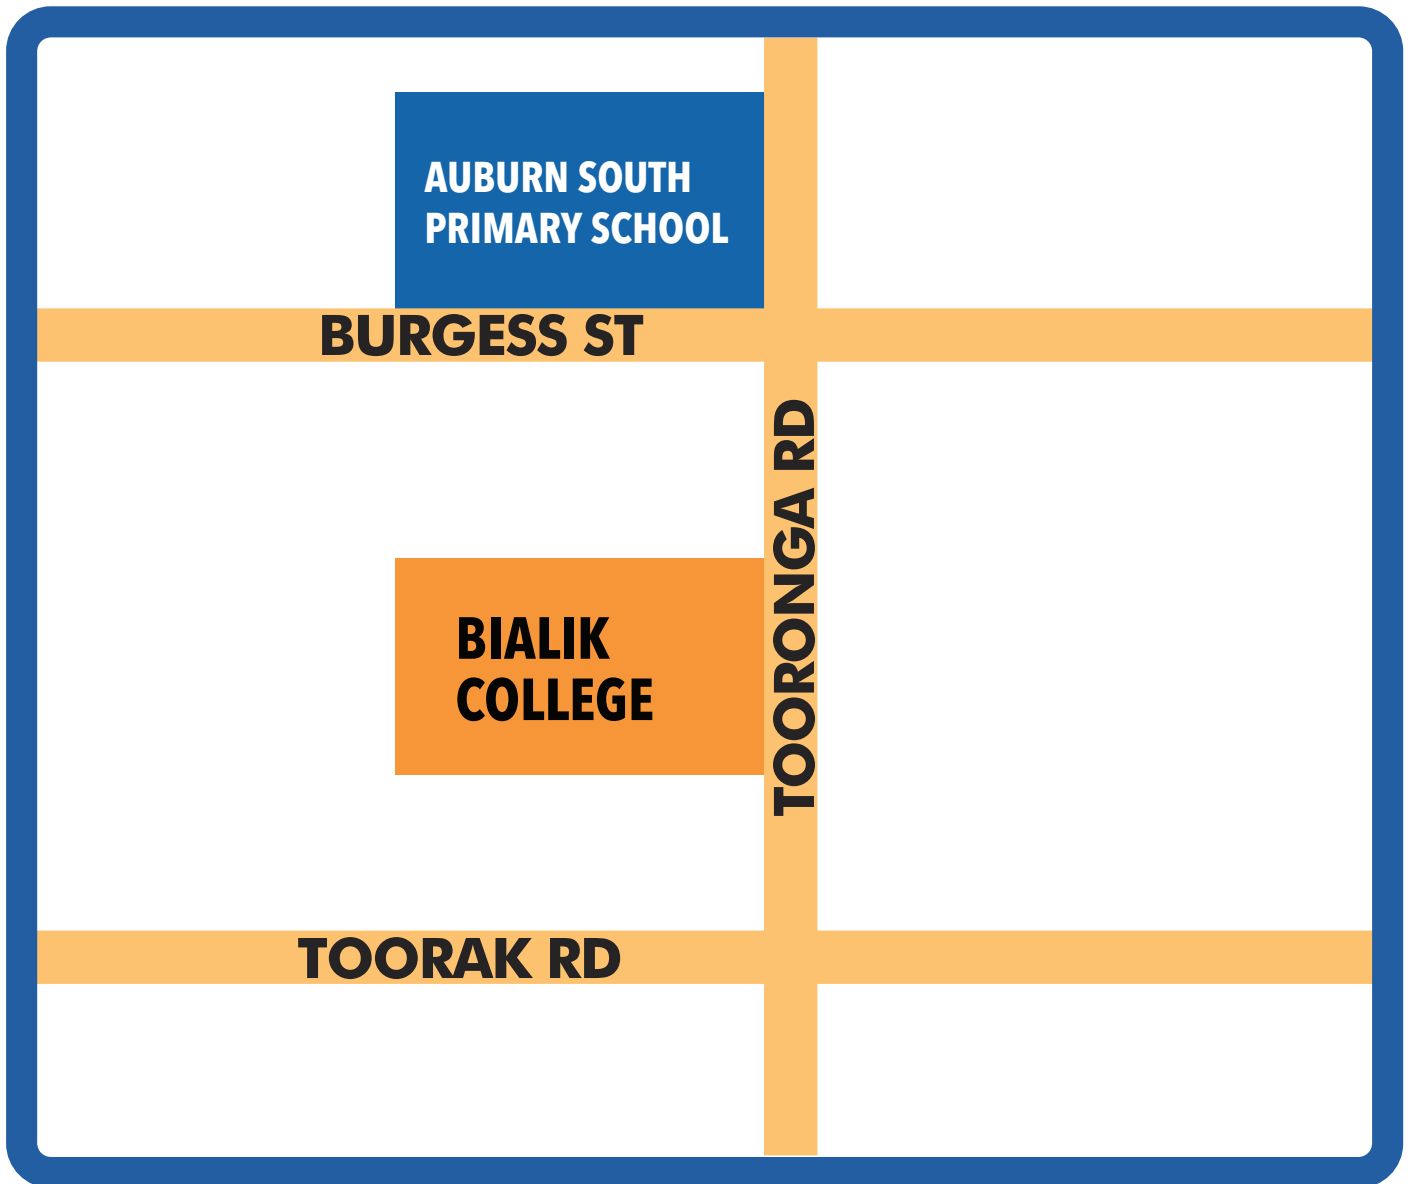 AUBURN SOUTH
PRIMARY SCHOOL
BURGESS ST
TOORONGA RD
BIALIK
COLLEGE
TOORAK RD